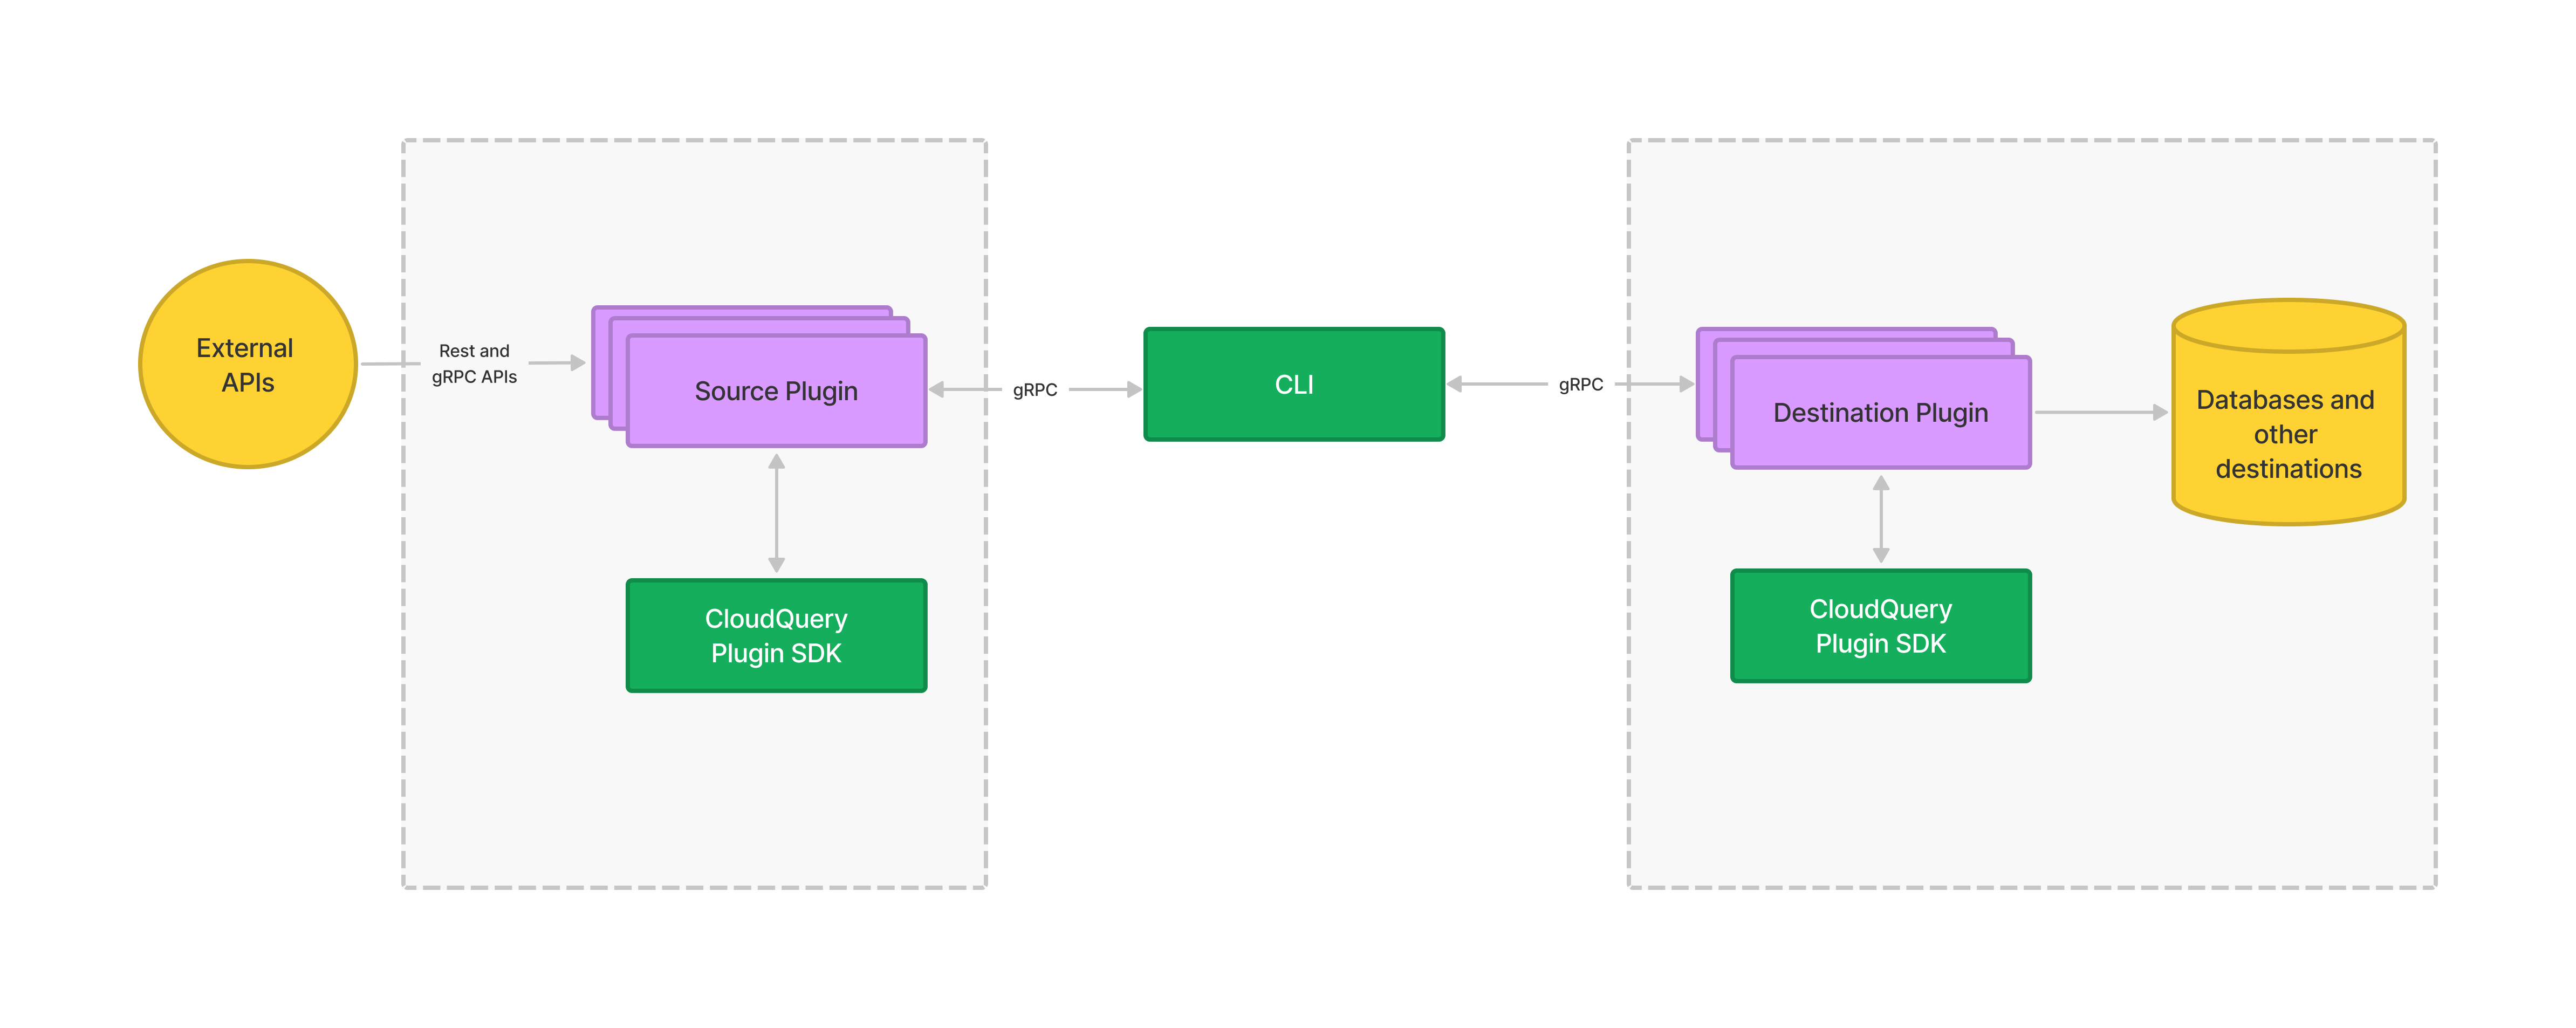 External
APIs
Rest and
gRPC APIs
Source Plugin
CloudQuery
Plugin SDK
gRPC
CLI
gRPC
Destination Plugin
CloudQuery
Plugin SDK
Databases and
other
destinations